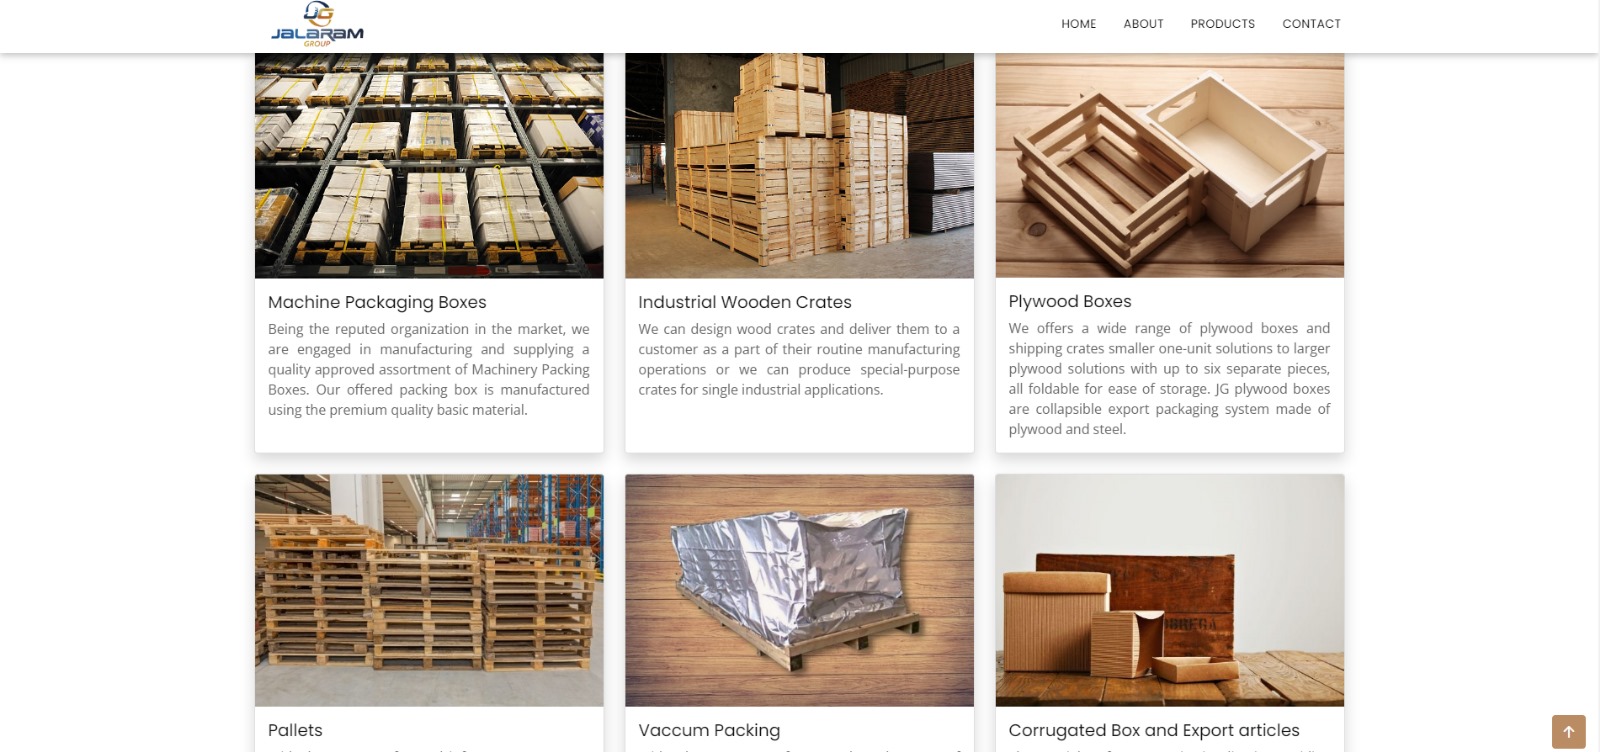 JG
JALARAM
GROUP
HOME ABOUT PRODUCTS CONTACT
Machine Packaging Boxes
Being the reputed organization in the market, we
are engaged in manufacturing and supplying a
quality approved assortment of Machinery Packing
Boxes. Our offered packing box is manufactured
using the premium quality basic material.
Industrial Wooden Crates
We can design wood crates and deliver them to a
customer as a part of their routine manufacturing
operations or we can produce special-purpose
crates for single industrial applications.
Plywood Boxes
We offers a wide range of plywood boxes and
shipping crates smaller one-unit solutions to larger
plywood solutions with up to six separate pieces,
all foldable for ease of storage. JG plywood boxes
are collapsible export packaging system made of
plywood and steel.
Pallets
Vaccum Packing
Corrugated Box and Export articles